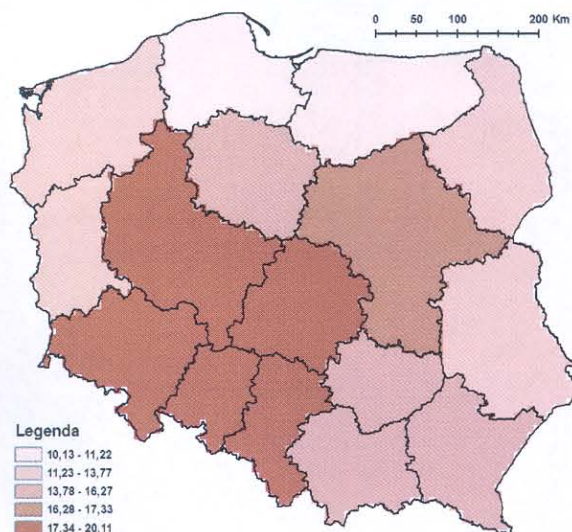 0 50 100 200 Km
Legenda
10,13 - 11,22
11,23 - 13,77
13,78 - 16,27
16,28 - 17,33
17,34 - 20,11